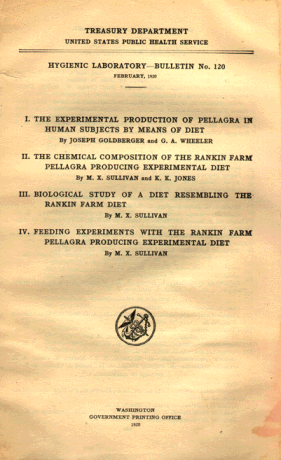 TREASURY DEPARTMENT
UNITED STATES PUBLIC HEALTH SERVICE
HYGIENIC LABORATORY—BULLETIN No. 120
FEBRUARY, 1920
I. THE EXPERIMENTAL PRODUCTION OF PELLAGRA IN
HUMAN SUBJECTS BY MEANS OF DIET
By JOSEPH GOLDBERGER and G. A. WHEELER
II. THE CHEMICAL COMPOSITION OF THE RANKIN FARM
PELLAGRA PRODUCING EXPERIMENTAL DIET
By M. X. SULLIVAN and K. K. JONES
III. BIOLOGICAL STUDY OF A DIET RESEMBLING THE
RANKIN FARM DIET
By M. X. SULLIVAN
IV. FEEDING EXPERIMENTS WITH THE RANKIN FARM
PELLAGRA PRODUCING EXPERIMENTAL DIET
By M. X. SULLIVAN
WASHINGTON
GOVERNMENT PRINTING OFFICE
1920